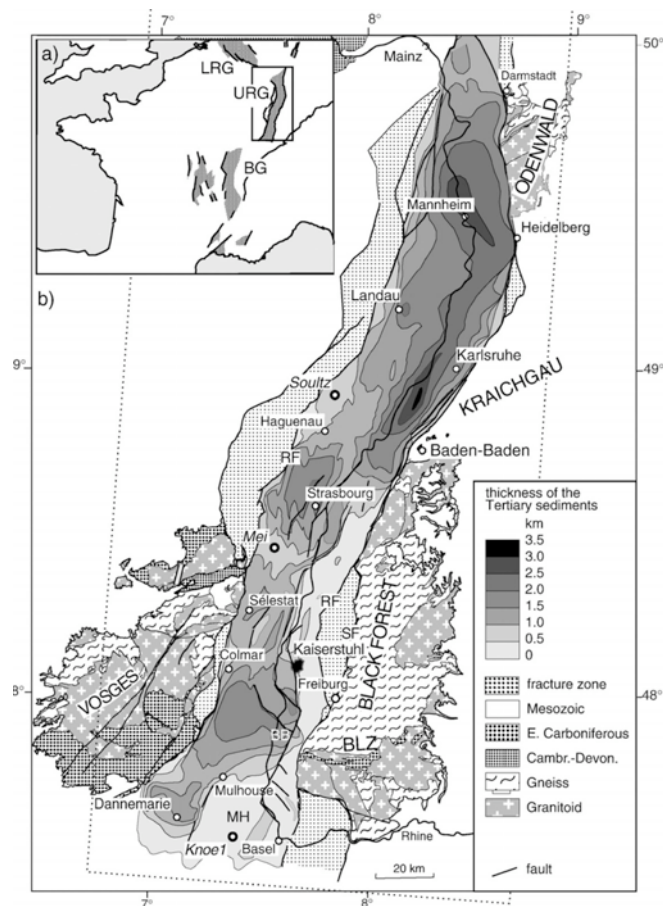 7°
8°
9°
50°
a)
LRG
URG
BG
Mainz
Darmstadt
ODENWALD
Mannheim
Heidelberg
b)
Landau
Karlsruhe
9°
49°
KRAICHGAU
Soultz
Haguenau
RF
Baden-Baden
Strasbourg
Mei
Sélestat
RF
SF
Kaiserstuhl
Colmar
Freiburg
BLACK FOREST
VOSGES
8°
48°
BB
BLZ
Mulhouse
Dannemarie
MH
Knoe1
Basel
Rhine
20 km
7°
8°
thickness of the
Tertiary sediments
km
3.5
3.0
2.5
2.0
1.5
1.0
0.5
0
fracture zone
Mesozoic
E. Carboniferous
Cambr.-Devon.
Gneiss
Granitoid
fault